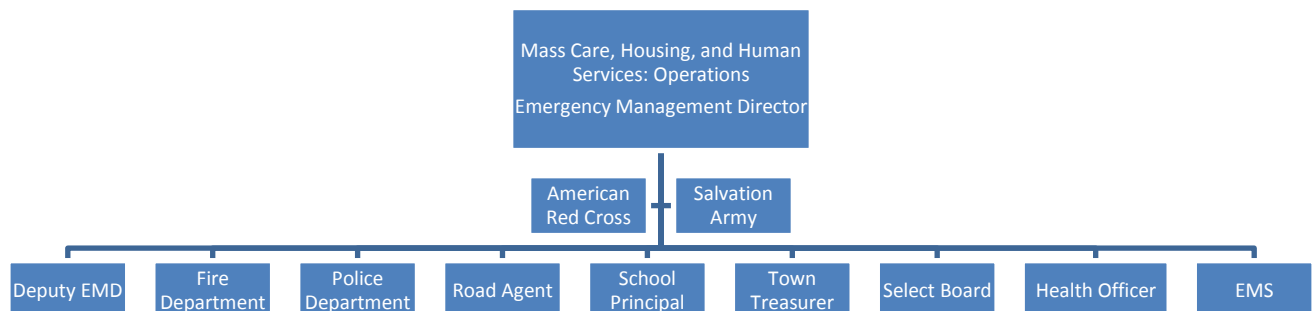 Mass Care, Housing, and Human
Services: Operations
Emergency Management Director
American
Red Cross
Salvation
Army
Deputy EMD
Fire
Department
Police
Department
Road Agent
School
Principal
Town
Treasurer
Select Board
Health Officer
EMS